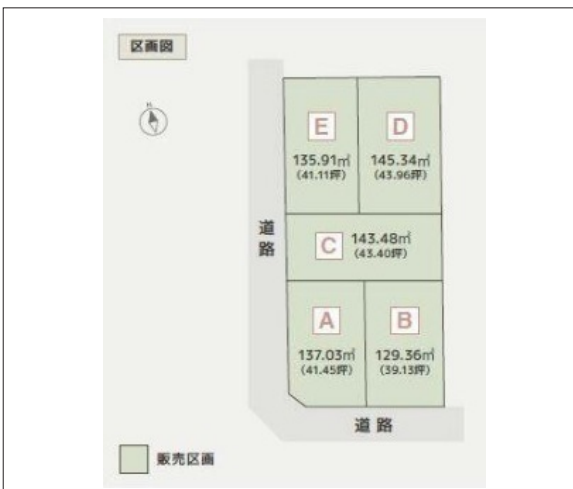 区画図
N
E
135.91㎡
(41.11坪)
D
145.34㎡
(43.96坪)
道路
C
143.48㎡
(43.40坪)
A
137.03㎡
(41.45坪)
B
129.36㎡
(39.13坪)
道路
販売区画